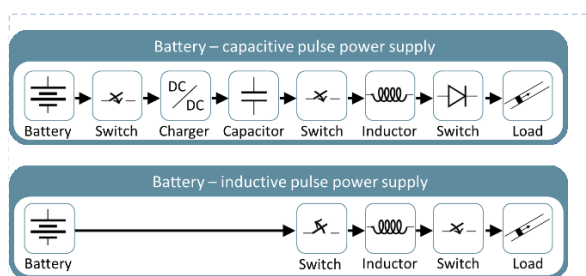 Battery – capacitive pulse power supply
DC
DC
Battery Switch Charger Capacitor Switch Inductor Switch Load
Battery – inductive pulse power supply
Battery Switch Inductor Switch Load